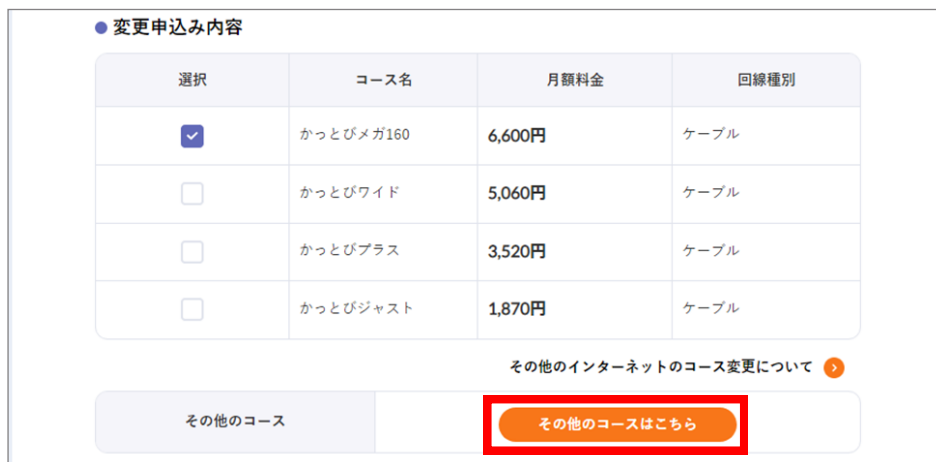 変更申込み内容
選択 コース名 月額料金 回線種別
かっとびメガ160 6,600円 ケーブル
かっとびワイド 5,060円 ケーブル
かっとびプラス 3,520円 ケーブル
かっとびジャスト 1,870円 ケーブル
その他のインターネットのコース変更について
その他のコース その他のコースはこちら